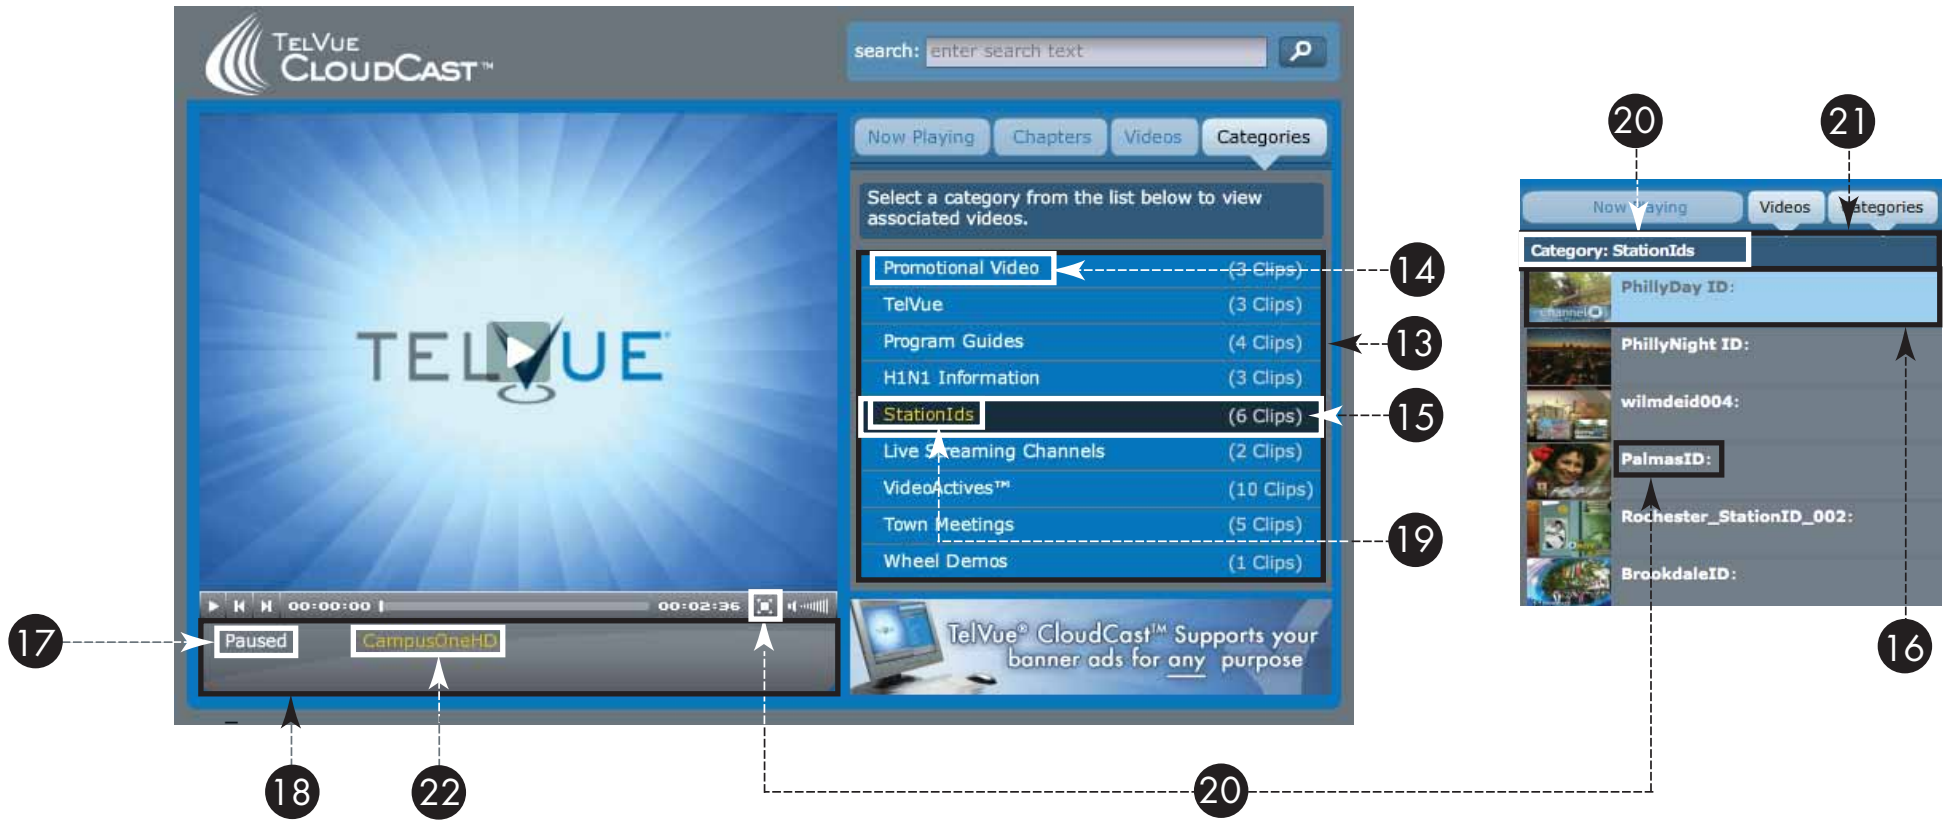 TELVUE
CLOUDCAST™
search: enter search text
Now Playing Chapters Videos Categories
Select a category from the list below to view
associated videos.
Promotional Video (3 Clips)
TelVue (3 Clips)
Program Guides (4 Clips)
H1N1 Information (3 Clips)
StationIds (6 Clips)
Live Streaming Channels (2 Clips)
VideoActives™ (10 Clips)
Town Meetings (5 Clips)
Wheel Demos (1 Clips)
TELVUE
00:00:00 00:02:36
Paused CampusOneHD
TelVue® CloudCast™ Supports your
banner ads for any purpose
14
13
15
19
17
18
22
20
20
21
Now Playing Videos Categories
Category: StationIds
PhillyDay ID:
channel
PhillyNight ID:
wilmdeid004:
PalmasID:
Rochester_StationID_002:
BrookdaleID:
16